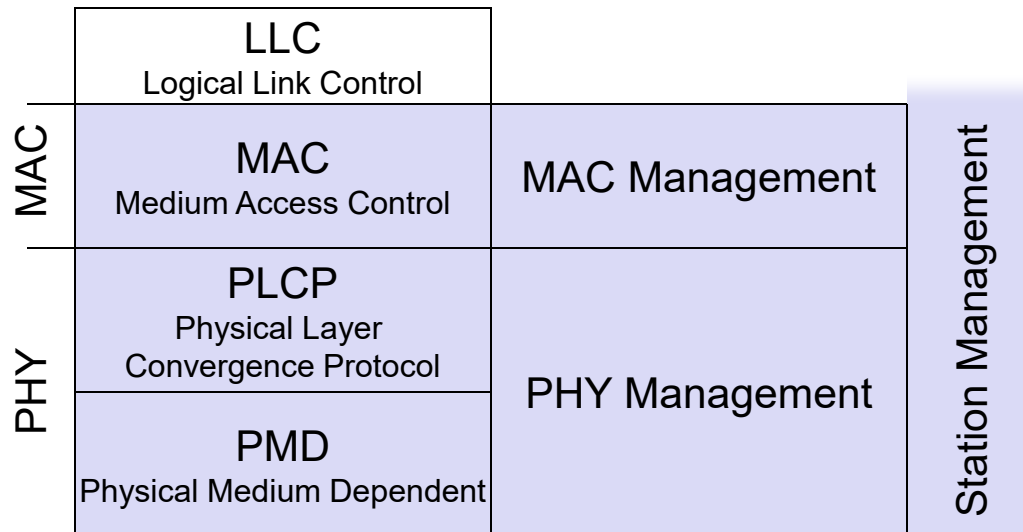 LLC
Logical Link Control
MAC
MAC
Medium Access Control
MAC Management
PHY
PLCP
Physical Layer
Convergence Protocol
PMD
Physical Medium Dependent
PHY Management
Station Management